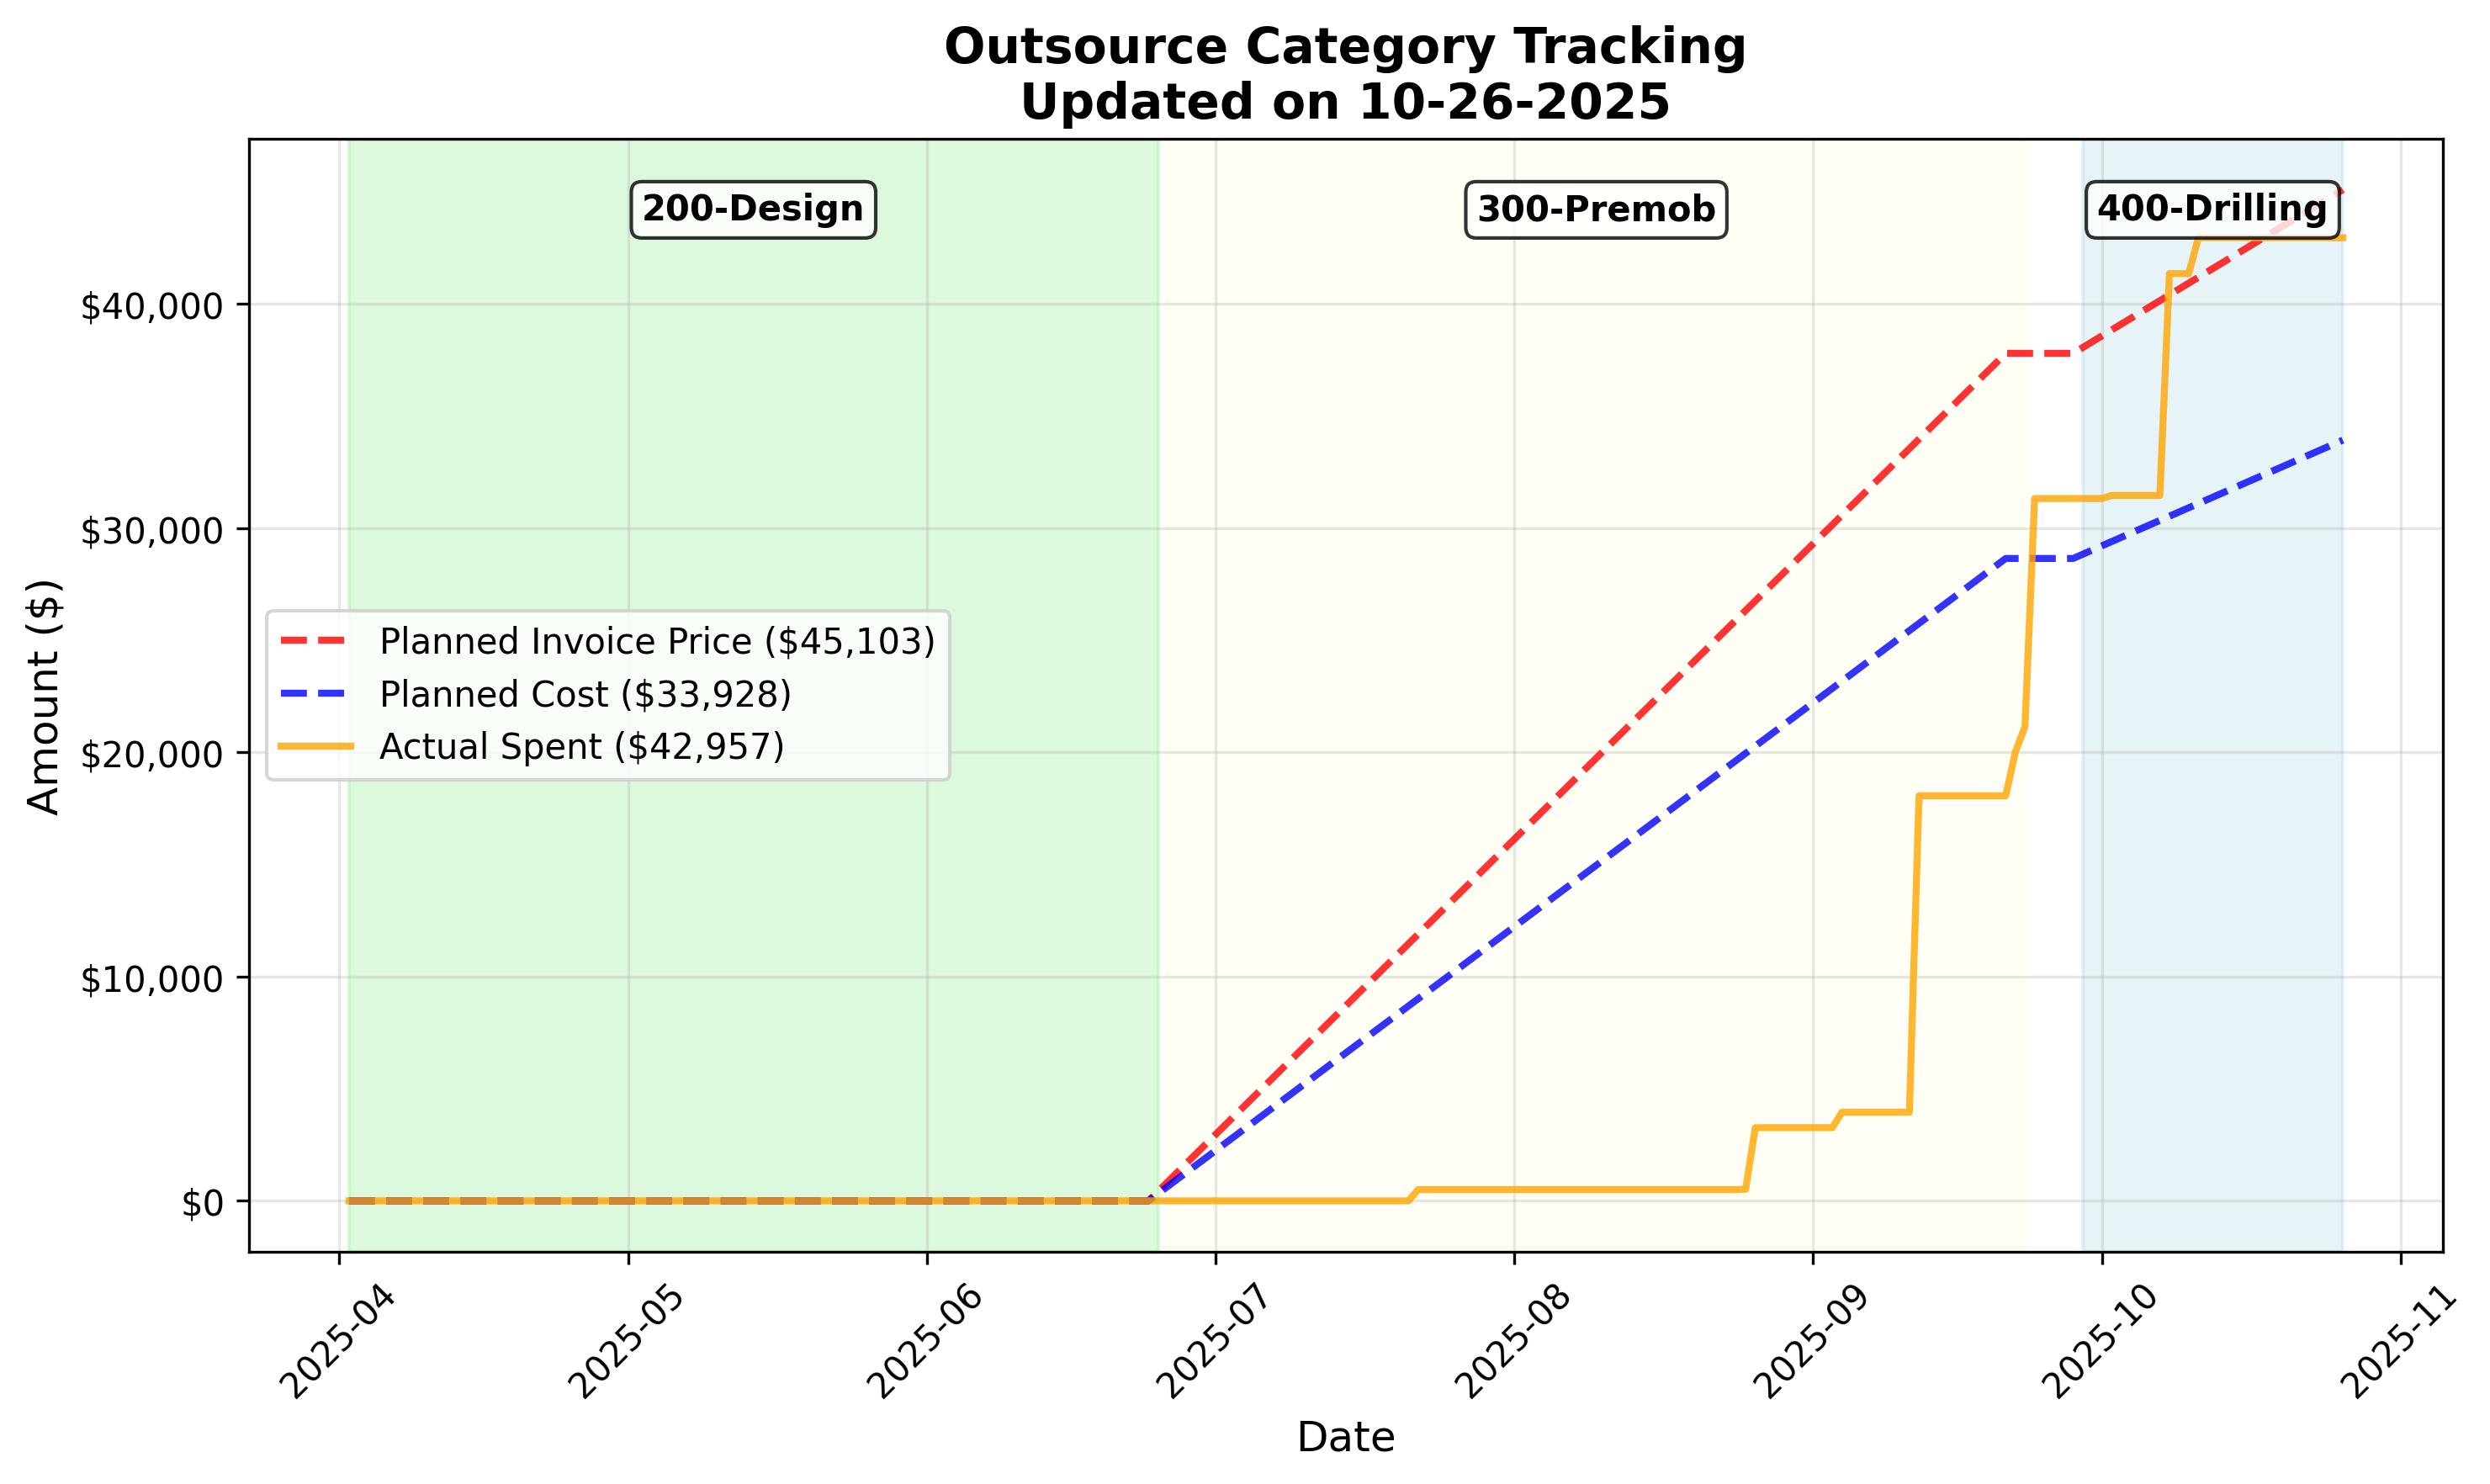 Outsource Category Tracking
Updated on 10-26-2025
200-Design
300-Premob
400-Drilling
Amount ($)
$40,000
$30,000
$20,000
$10,000
$0
Planned Invoice Price ($45,103)
Planned Cost ($33,928)
Actual Spent ($42,957)
2025-04
2025-05
2025-06
2025-07
2025-08
2025-09
2025-10
2025-11
Date